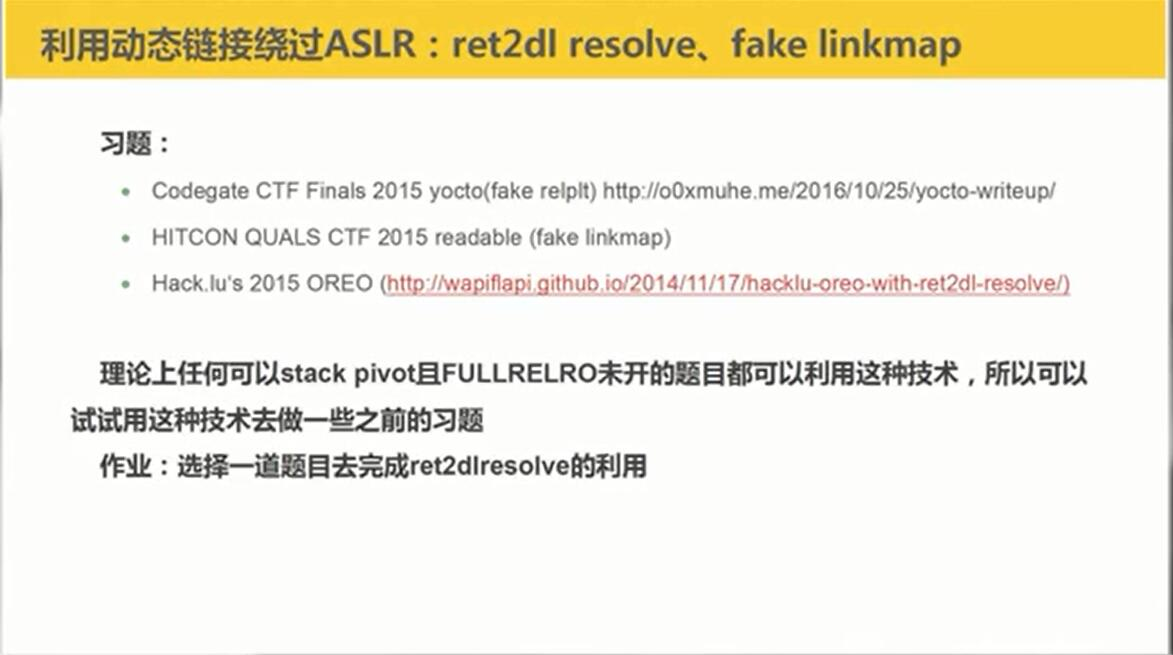 利用动态链接绕过ASLR：ret2dl resolve、fake linkmap
习题：
Codegate CTF Finals 2015 yocto(fake relplt) http://o0xmuhe.me/2016/10/25/yocto-writeup/
HITCON QUALS CTF 2015 readable (fake linkmap)
Hack.lu's 2015 OREO (http://wapiflapi.github.io/2014/11/17/hacklu-oreo-with-ret2dl-resolve/)
理论上任何可以stack pivot且FULLRELRO未开的题目都可以利用这种技术，所以可以
试试用这种技术去做一些之前的习题
作业：选择一道题目去完成ret2dlresolve的利用